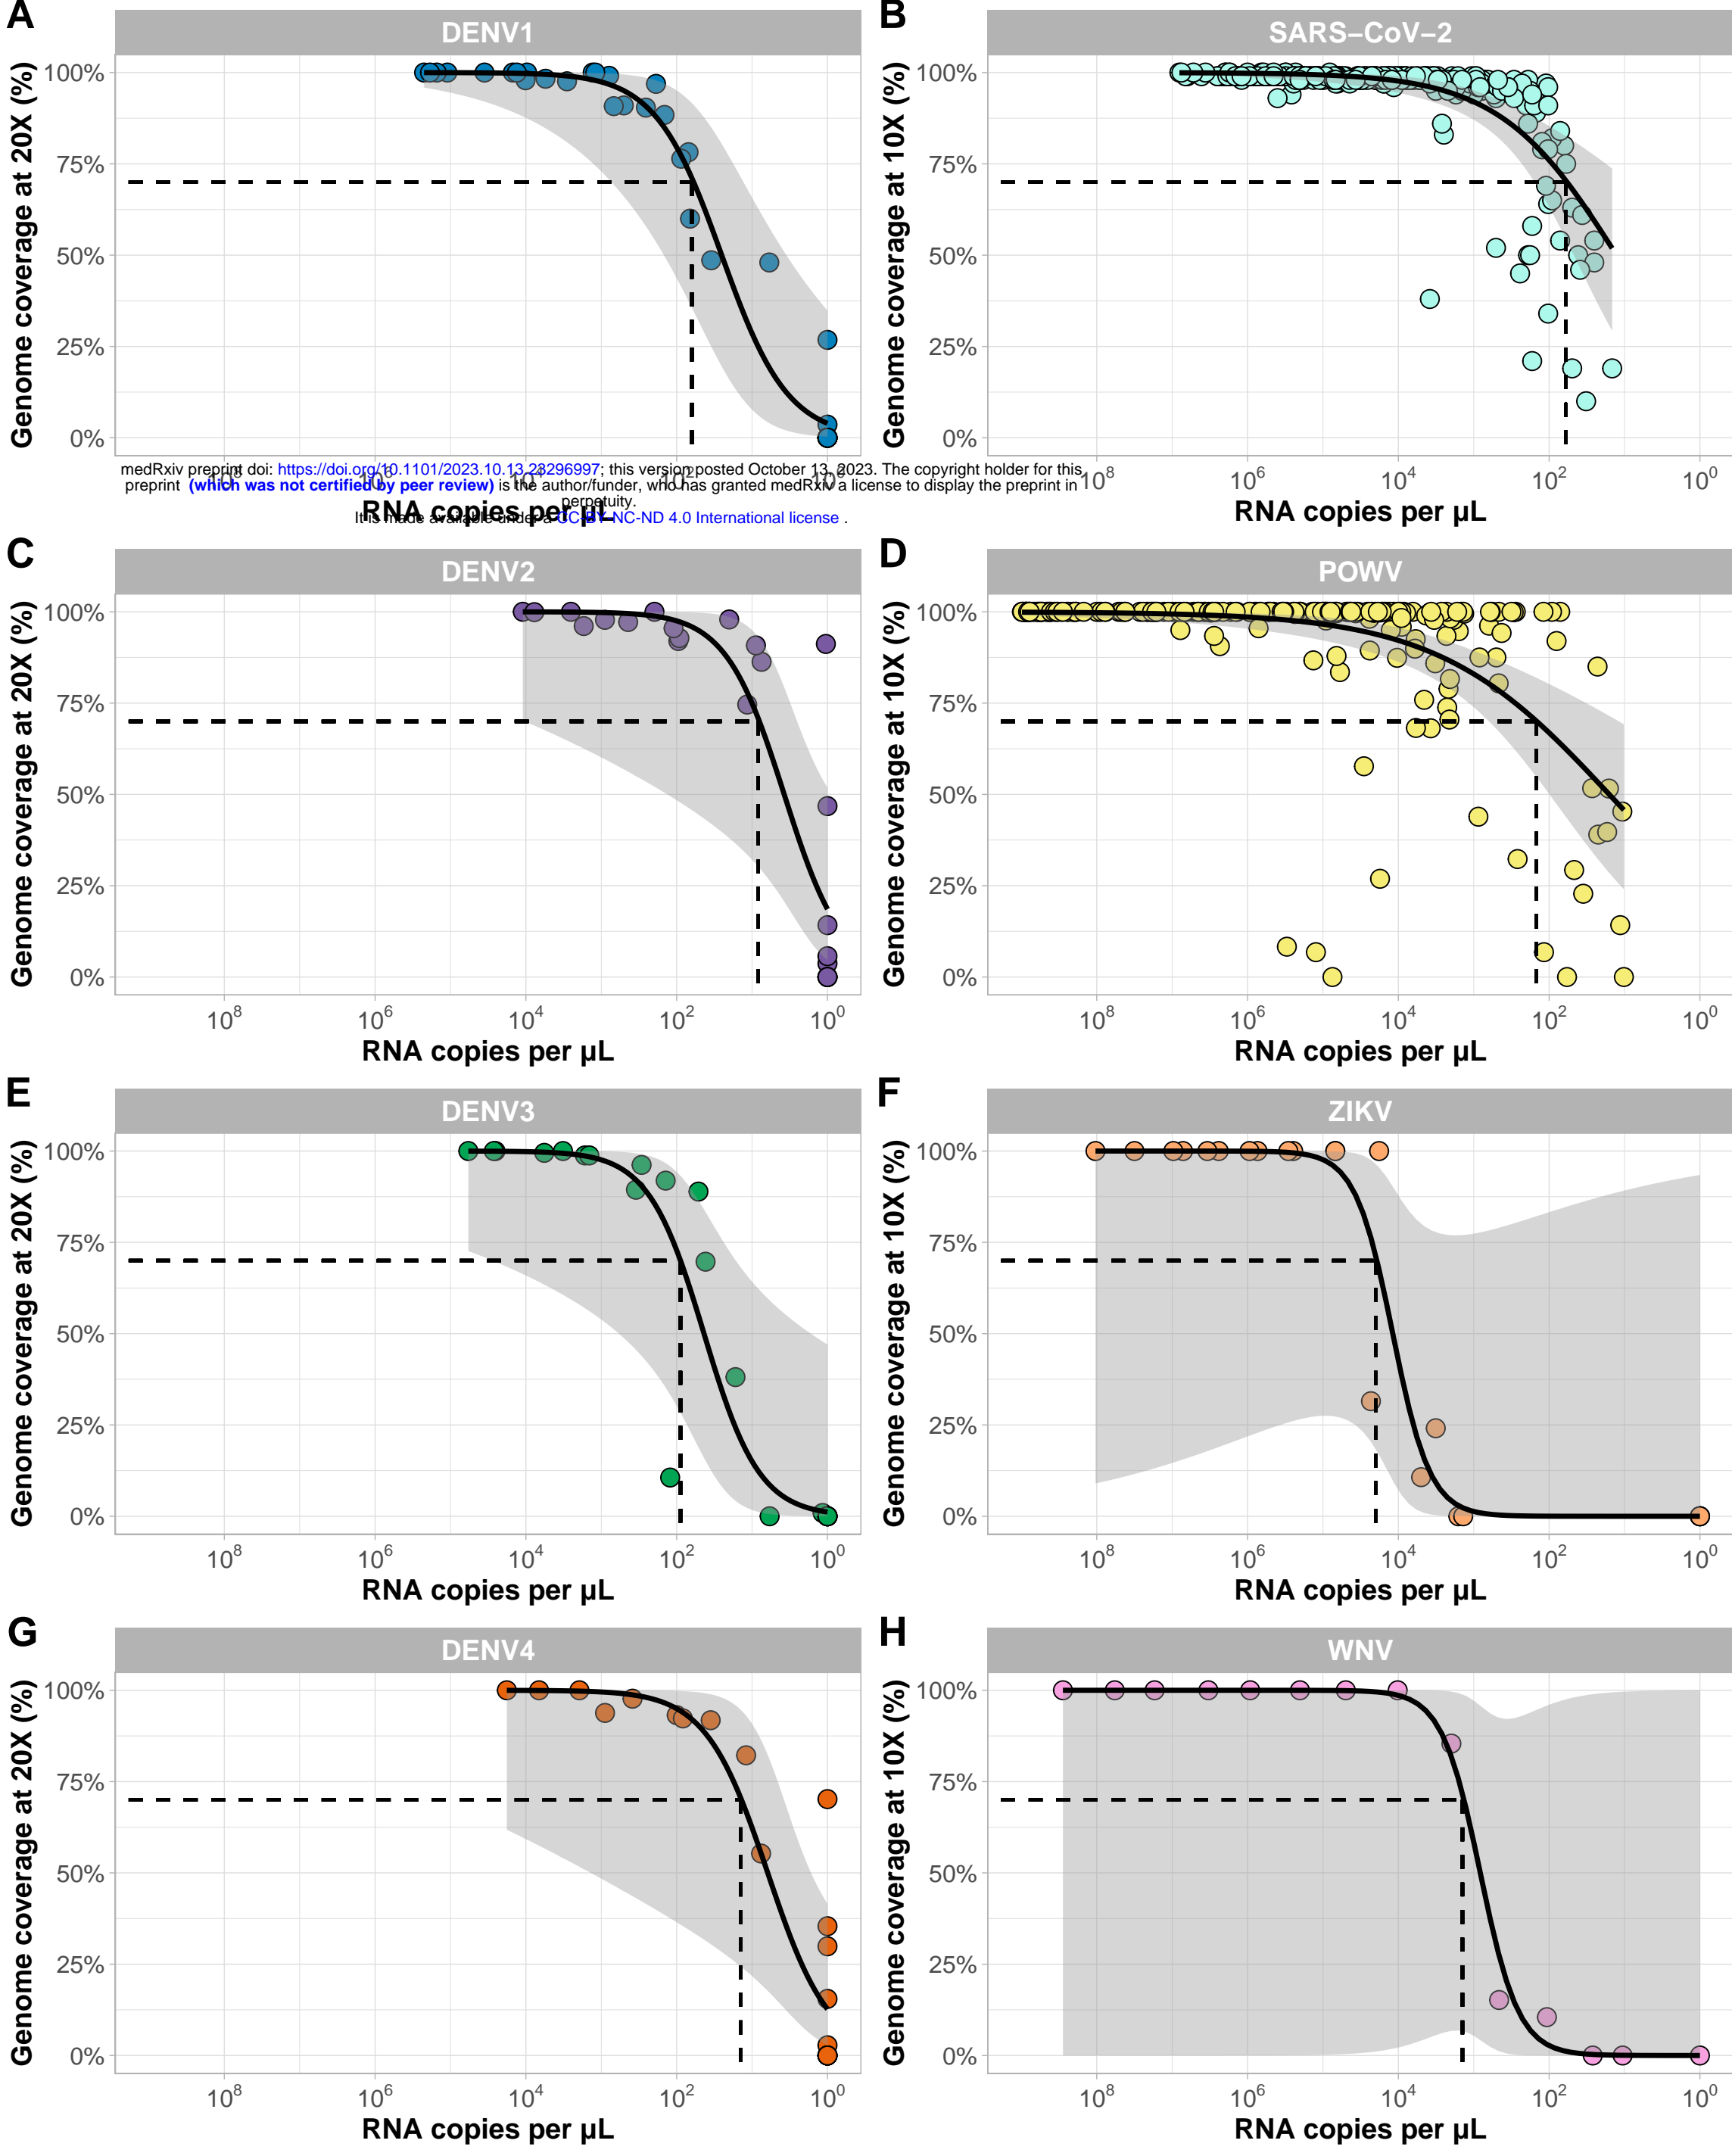 A
DENV1
Genome coverage at 20X (%)
100%
75%
50%
25%
0%
10⁸ 10⁶ 10² 10⁰
RNA copies per µL
B
SARS−CoV−2
Genome coverage at 10X (%)
100%
75%
50%
25%
0%
10⁸ 10⁶ 10⁴ 10² 10⁰
RNA copies per µL
medRxiv preprint doi: https://doi.org/10.1101/2023.10.13.23296997; this version posted October 13, 2023. The copyright holder for this
preprint (which was not certified by peer review) is the author/funder, who has granted medRxiv a license to display the preprint in
perpetuity.
It is made available under a CC-BY-NC-ND 4.0 International license .
C
DENV2
Genome coverage at 20X (%)
100%
75%
50%
25%
0%
10⁸ 10⁶ 10⁴ 10² 10⁰
RNA copies per µL
D
POWV
Genome coverage at 10X (%)
100%
75%
50%
25%
0%
10⁸ 10⁶ 10⁴ 10² 10⁰
RNA copies per µL
E
DENV3
Genome coverage at 20X (%)
100%
75%
50%
25%
0%
10⁸ 10⁶ 10⁴ 10² 10⁰
RNA copies per µL
F
ZIKV
Genome coverage at 10X (%)
100%
75%
50%
25%
0%
10⁸ 10⁶ 10⁴ 10² 10⁰
RNA copies per µL
G
DENV4
Genome coverage at 20X (%)
100%
75%
50%
25%
0%
10⁸ 10⁶ 10⁴ 10² 10⁰
RNA copies per µL
H
WNV
Genome coverage at 10X (%)
100%
75%
50%
25%
0%
10⁸ 10⁶ 10⁴ 10² 10⁰
RNA copies per µL